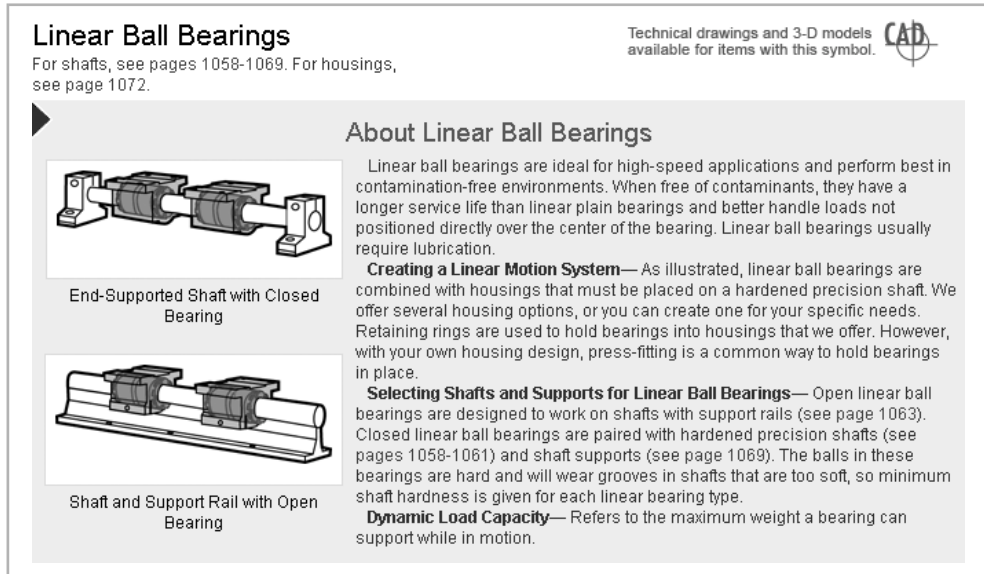 Linear Ball Bearings
For shafts, see pages 1058-1069. For housings,
see page 1072.
Technical drawings and 3-D models
available for items with this symbol.
CAD
About Linear Ball Bearings
Linear ball bearings are ideal for high-speed applications and perform best in
contamination-free environments. When free of contaminants, they have a
longer service life than linear plain bearings and better handle loads not
positioned directly over the center of the bearing. Linear ball bearings usually
require lubrication.
Creating a Linear Motion System— As illustrated, linear ball bearings are
combined with housings that must be placed on a hardened precision shaft. We
offer several housing options, or you can create one for your specific needs.
Retaining rings are used to hold bearings into housings that we offer. However,
with your own housing design, press-fitting is a common way to hold bearings
in place.
Selecting Shafts and Supports for Linear Ball Bearings— Open linear ball
bearings are designed to work on shafts with support rails (see page 1063).
Closed linear ball bearings are paired with hardened precision shafts (see
pages 1058-1061) and shaft supports (see page 1069). The balls in these
bearings are hard and will wear grooves in shafts that are too soft, so minimum
shaft hardness is given for each linear bearing type.
Dynamic Load Capacity— Refers to the maximum weight a bearing can
support while in motion.
End-Supported Shaft with Closed
Bearing
Shaft and Support Rail with Open
Bearing